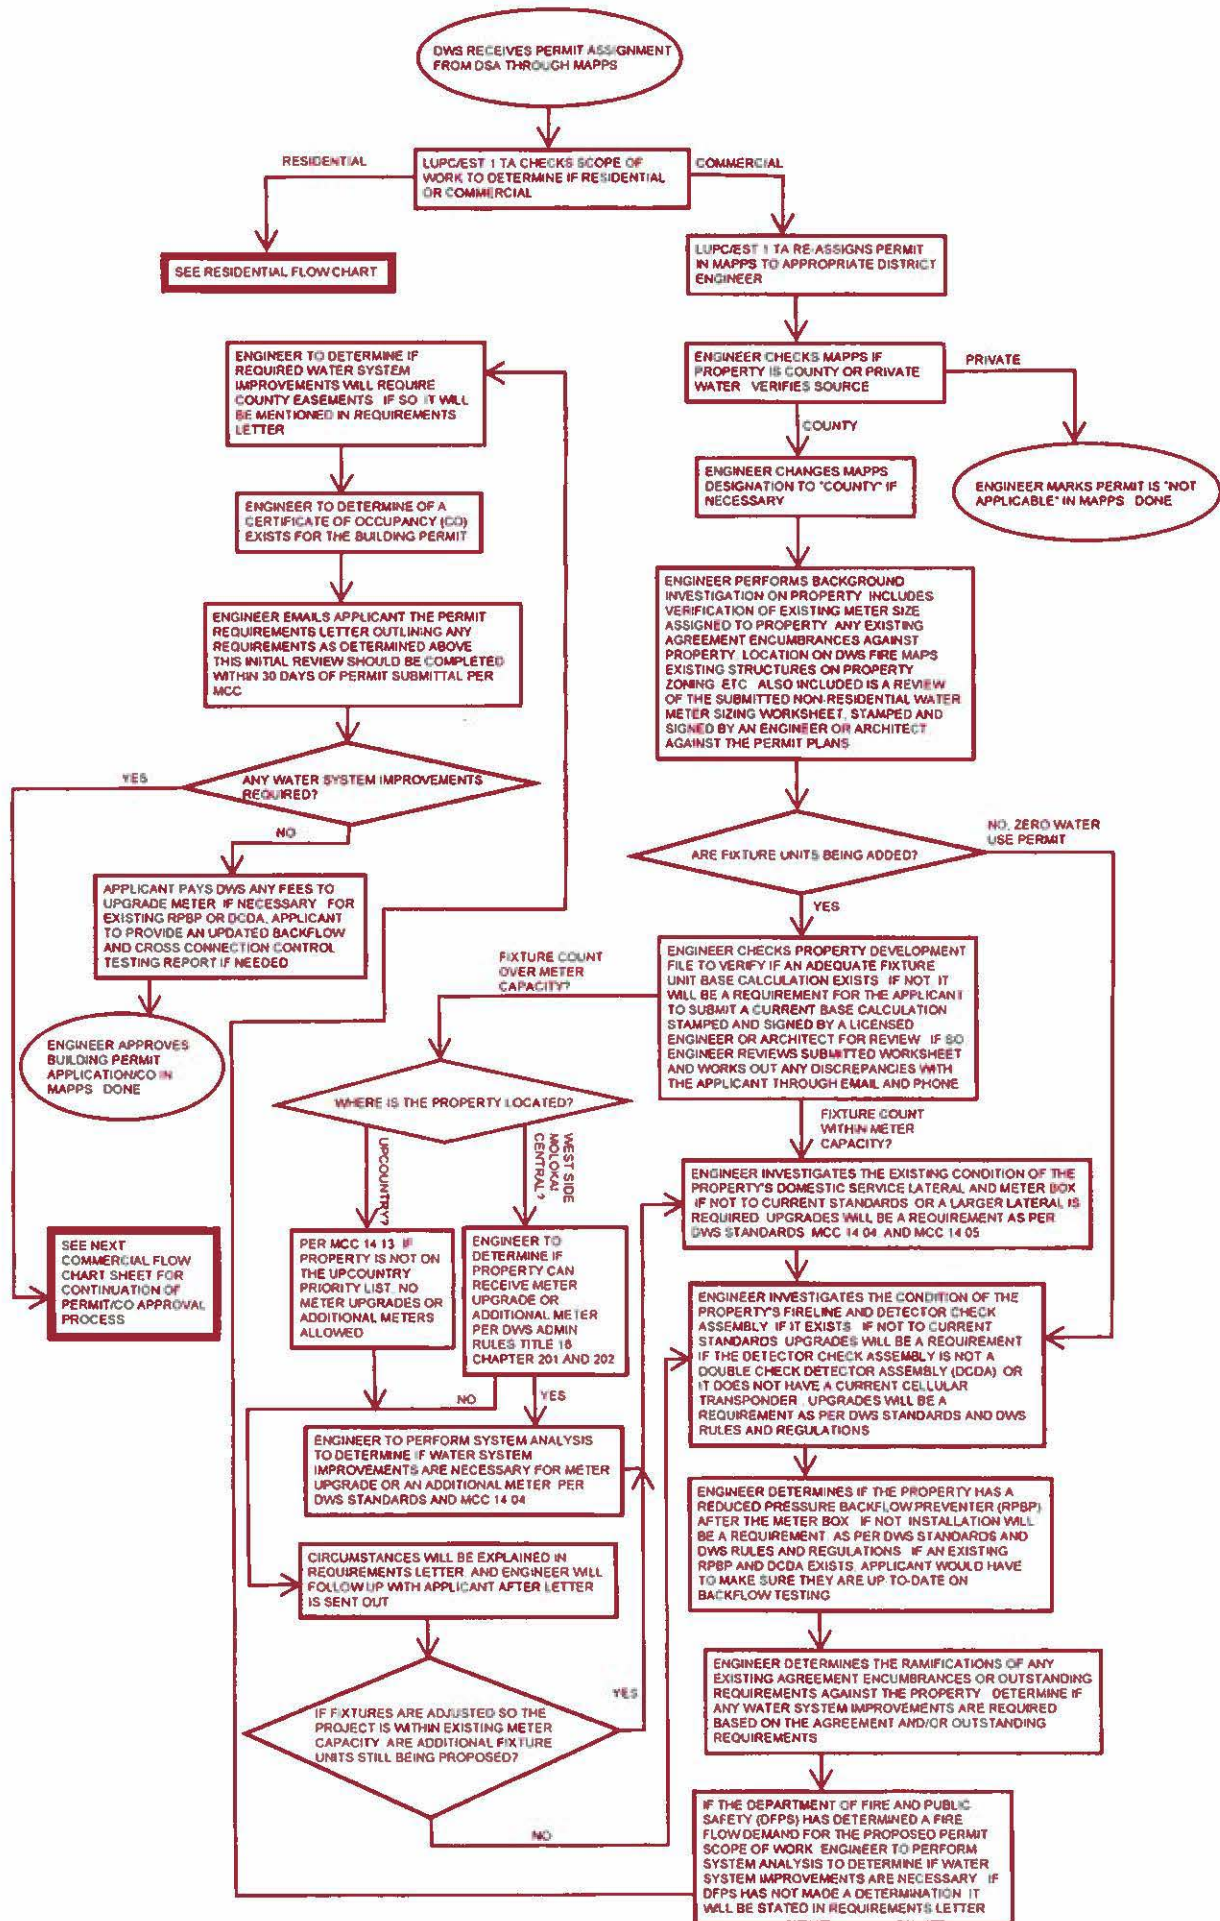 DWS RECEIVES PERMIT ASSIGNMENT
FROM DSA THROUGH MAPPS
RESIDENTIAL
LUPC/EST 1 TA CHECKS SCOPE OF
WORK TO DETERMINE IF RESIDENTIAL
OR COMMERCIAL
COMMERCIAL
SEE RESIDENTIAL FLOW CHART
LUPC/EST 1 TA RE-ASSIGNS PERMIT
IN MAPPS TO APPROPRIATE DISTRICT
ENGINEER
ENGINEER CHECKS MAPPS IF
PROPERTY IS COUNTY OR PRIVATE
WATER VERIFIES SOURCE
PRIVATE
COUNTY
ENGINEER MARKS PERMIT IS "NOT
APPLICABLE" IN MAPPS DONE
ENGINEER CHANGES MAPPS
DESIGNATION TO "COUNTY" IF
NECESSARY
ENGINEER PERFORMS BACKGROUND
INVESTIGATION ON PROPERTY INCLUDES
VERIFICATION OF EXISTING METER SIZE
ASSIGNED TO PROPERTY ANY EXISTING
AGREEMENT ENCUMBRANCES AGAINST
PROPERTY LOCATION ON DWS FIRE MAPS
EXISTING STRUCTURES ON PROPERTY
ZONING ETC ALSO INCLUDED IS A REVIEW
OF THE SUBMITTED NON-RESIDENTIAL WATER
METER SIZING WORKSHEET, STAMPED AND
SIGNED BY AN ENGINEER OR ARCHITECT
AGAINST THE PERMIT PLANS
ARE FIXTURE UNITS BEING ADDED?
NO, ZERO WATER
USE PERMIT
YES
ENGINEER CHECKS PROPERTY DEVELOPMENT
FILE TO VERIFY IF AN ADEQUATE FIXTURE
UNIT BASE CALCULATION EXISTS IF NOT IT
WILL BE A REQUIREMENT FOR THE APPLICANT
TO SUBMIT A CURRENT BASE CALCULATION
STAMPED AND SIGNED BY A LICENSED
ENGINEER OR ARCHITECT FOR REVIEW IF SO
ENGINEER REVIEWS SUBMITTED WORKSHEET
AND WORKS OUT ANY DISCREPANCIES WITH
THE APPLICANT THROUGH EMAIL AND PHONE
FIXTURE COUNT
OVER METER
CAPACITY?
FIXTURE COUNT
WITHIN METER
CAPACITY?
WHERE IS THE PROPERTY LOCATED?
UPCOUNTRY?
WEST SIDE
MOLOKAI
CENTRAL?
PER MCC 14 13 IF
PROPERTY IS NOT ON
THE UPCOUNTRY
PRIORITY LIST, NO
METER UPGRADES OR
ADDITIONAL METERS
ALLOWED
ENGINEER TO
DETERMINE IF
PROPERTY CAN
RECEIVE METER
UPGRADE OR
ADDITIONAL METER
PER DWS ADMIN
RULES TITLE 16
CHAPTER 201 AND 202
NO
YES
ENGINEER TO PERFORM SYSTEM ANALYSIS
TO DETERMINE IF WATER SYSTEM
IMPROVEMENTS ARE NECESSARY FOR METER
UPGRADE OR AN ADDITIONAL METER PER
DWS STANDARDS AND MCC 14 04
CIRCUMSTANCES WILL BE EXPLAINED IN
REQUIREMENTS LETTER AND ENGINEER WILL
FOLLOW UP WITH APPLICANT AFTER LETTER
IS SENT OUT
IF FIXTURES ARE ADJUSTED SO THE
PROJECT IS WITHIN EXISTING METER
CAPACITY ARE ADDITIONAL FIXTURE
UNITS STILL BEING PROPOSED?
YES
NO
ENGINEER INVESTIGATES THE EXISTING CONDITION OF THE
PROPERTY'S DOMESTIC SERVICE LATERAL AND METER BOX
IF NOT TO CURRENT STANDARDS OR A LARGER LATERAL IS
REQUIRED UPGRADES WILL BE A REQUIREMENT AS PER
DWS STANDARDS MCC 14 04 AND MCC 14 05
ENGINEER INVESTIGATES THE CONDITION OF THE
PROPERTY'S FIRELINE AND DETECTOR CHECK
ASSEMBLY IF IT EXISTS IF NOT TO CURRENT
STANDARDS UPGRADES WILL BE A REQUIREMENT
IF THE DETECTOR CHECK ASSEMBLY IS NOT A
DOUBLE CHECK DETECTOR ASSEMBLY (DCDA) OR
IT DOES NOT HAVE A CURRENT CELLULAR
TRANSPONDER UPGRADES WILL BE A
REQUIREMENT AS PER DWS STANDARDS AND DWS
RULES AND REGULATIONS
ENGINEER DETERMINES IF THE PROPERTY HAS A
REDUCED PRESSURE BACKFLOW PREVENTER (RPBP)
AFTER THE METER BOX IF NOT INSTALLATION WILL
BE A REQUIREMENT AS PER DWS STANDARDS AND
DWS RULES AND REGULATIONS IF AN EXISTING
RPBP AND DCDA EXISTS, APPLICANT WOULD HAVE
TO MAKE SURE THEY ARE UP-TO-DATE ON
BACKFLOW TESTING
ENGINEER DETERMINES THE RAMIFICATIONS OF ANY
EXISTING AGREEMENT ENCUMBRANCES OR OUTSTANDING
REQUIREMENTS AGAINST THE PROPERTY DETERMINE IF
ANY WATER SYSTEM IMPROVEMENTS ARE REQUIRED
BASED ON THE AGREEMENT AND/OR OUTSTANDING
REQUIREMENTS
IF THE DEPARTMENT OF FIRE AND PUBLIC
SAFETY (DFPS) HAS DETERMINED A FIRE
FLOW DEMAND FOR THE PROPOSED PERMIT
SCOPE OF WORK ENGINEER TO PERFORM
SYSTEM ANALYSIS TO DETERMINE IF WATER
SYSTEM IMPROVEMENTS ARE NECESSARY IF
DFPS HAS NOT MADE A DETERMINATION IT
WILL BE STATED IN REQUIREMENTS LETTER
ENGINEER TO DETERMINE IF
REQUIRED WATER SYSTEM
IMPROVEMENTS WILL REQUIRE
COUNTY EASEMENTS IF SO IT WILL
BE MENTIONED IN REQUIREMENTS
LETTER
ENGINEER TO DETERMINE OF A
CERTIFICATE OF OCCUPANCY (CO)
EXISTS FOR THE BUILDING PERMIT
ENGINEER EMAILS APPLICANT THE PERMIT
REQUIREMENTS LETTER OUTLINING ANY
REQUIREMENTS AS DETERMINED ABOVE
THIS INITIAL REVIEW SHOULD BE COMPLETED
WITHIN 30 DAYS OF PERMIT SUBMITTAL PER
MCC
ANY WATER SYSTEM IMPROVEMENTS
REQUIRED?
YES
NO
APPLICANT PAYS DWS ANY FEES TO
UPGRADE METER IF NECESSARY FOR
EXISTING RPBP OR DCDA, APPLICANT
TO PROVIDE AN UPDATED BACKFLOW
AND CROSS CONNECTION CONTROL
TESTING REPORT IF NEEDED
ENGINEER APPROVES
BUILDING PERMIT
APPLICATION/CO IN
MAPPS DONE
SEE NEXT
COMMERCIAL FLOW
CHART SHEET FOR
CONTINUATION OF
PERMIT/CO APPROVAL
PROCESS